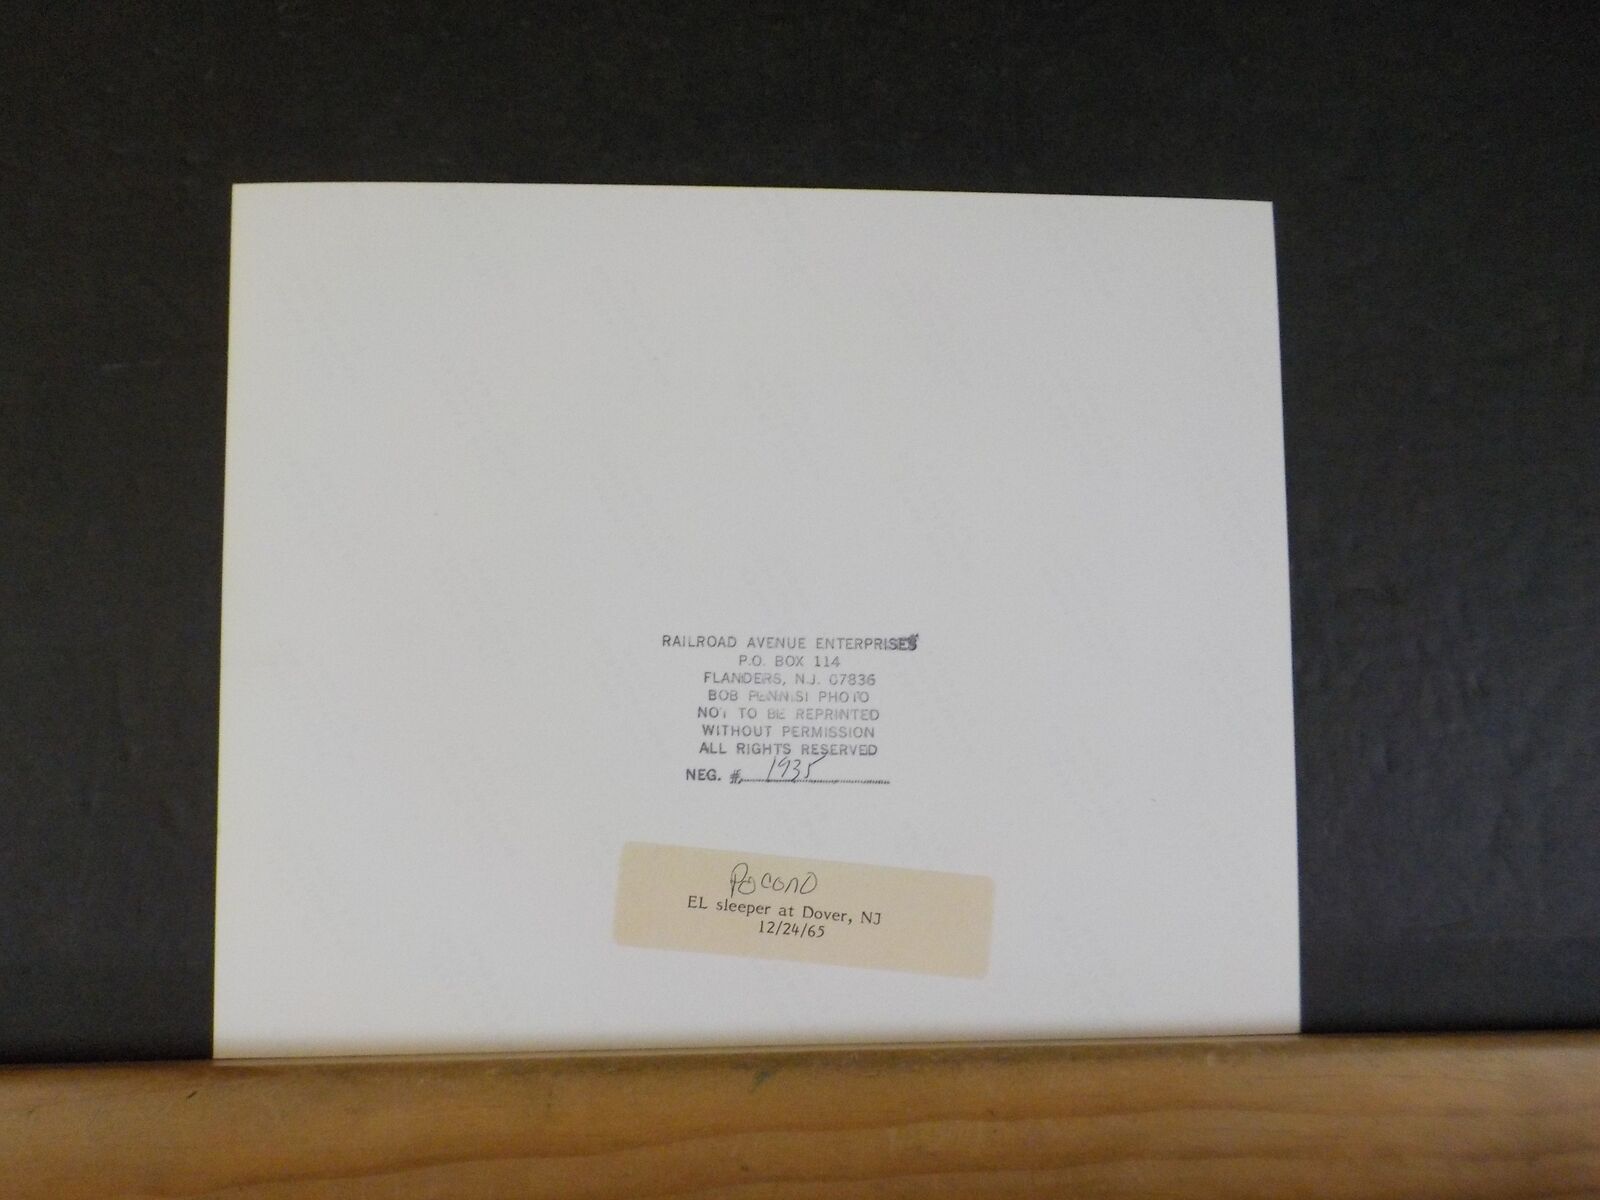 RAILROAD AVENUE ENTERPRISES
P.O. BOX 114
FLANDERS, N.J. 07836
BOB PENNISI PHOTO
NOT TO BE REPRINTED
WITHOUT PERMISSION
ALL RIGHTS RESERVED
NEG. # 1935
Pocono
EL sleeper at Dover, NJ
12/24/65